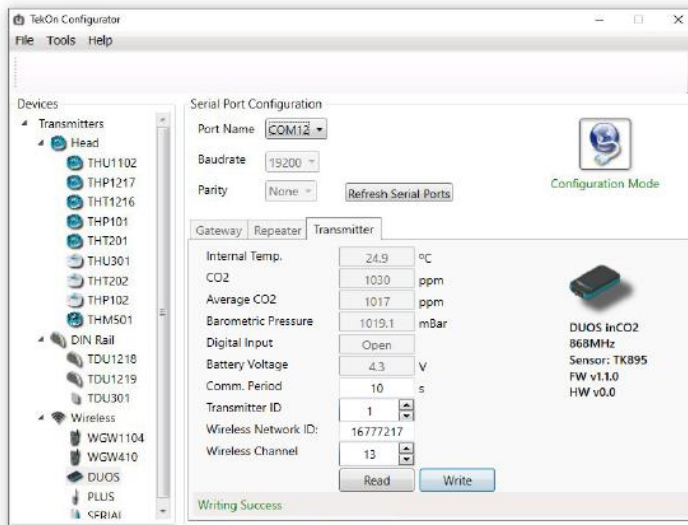 TekOn Configurator
File Tools Help
Devices
Transmitters
Head
THU1102
THP1217
THT1216
THP101
THT201
THU301
THT202
THP102
THM501
DIN Rail
TDU1218
TDU1219
TDU301
Wireless
WGW1104
WGW410
DUOS
PLUS
SERIAL
Serial Port Configuration
Port Name COM12
Baudrate 19200
Parity None Refresh Serial Ports
Configuration Mode
Gateway Repeater Transmitter
Internal Temp. 24.9 ºC
CO2 1030 ppm
Average CO2 1017 ppm
Barometric Pressure 1019.1 mBar
Digital Input Open
Battery Voltage 4.3 V
Comm. Period 10 s
Transmitter ID 1
Wireless Network ID: 16777217
Wireless Channel 13
Read Write
DUOS inCO2
868MHz
Sensor: TK895
FW v1.1.0
HW v0.0
Writing Success